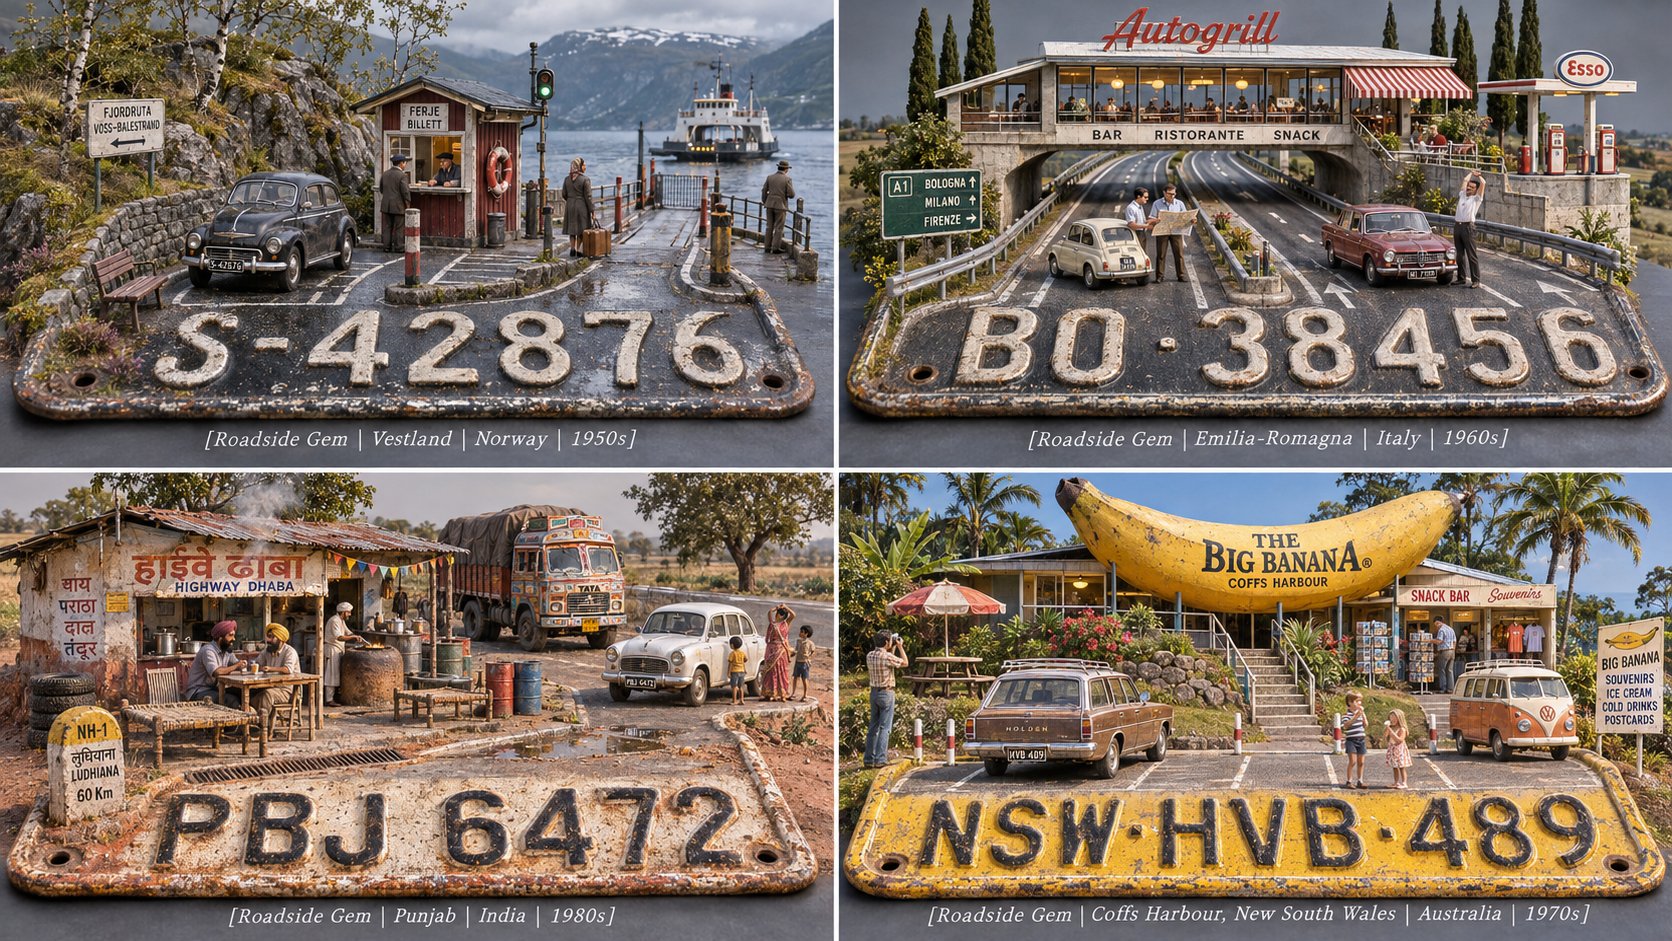 FJORDRUTA
VOSS-BALESTRAND
FERJE
BILLETT
S-42876
S-42876
[Roadside Gem | Vestland | Norway | 1950s]
Autogrill
Esso
BAR RISTORANTE SNACK
A1 BOLOGNA
MILANO
FIRENZE
BO·38456
[Roadside Gem | Emilia-Romagna | Italy | 1960s]
हाईवे ढाबा
HIGHWAY DHABA
चाय
पराठा
दाल
तंदूर
TATA
PBJ 6472
NH-1
लुधियाना
LUDHIANA
60 Km
PBJ 6472
[Roadside Gem | Punjab | India | 1980s]
THE
BIG BANANA®
COFFS HARBOUR
SNACK BAR Souvenirs
BIG BANANA
SOUVENIRS
ICE CREAM
COLD DRINKS
POSTCARDS
HOLDEN
HVB 489
NSW·HVB·489
[Roadside Gem | Coffs Harbour, New South Wales | Australia | 1970s]